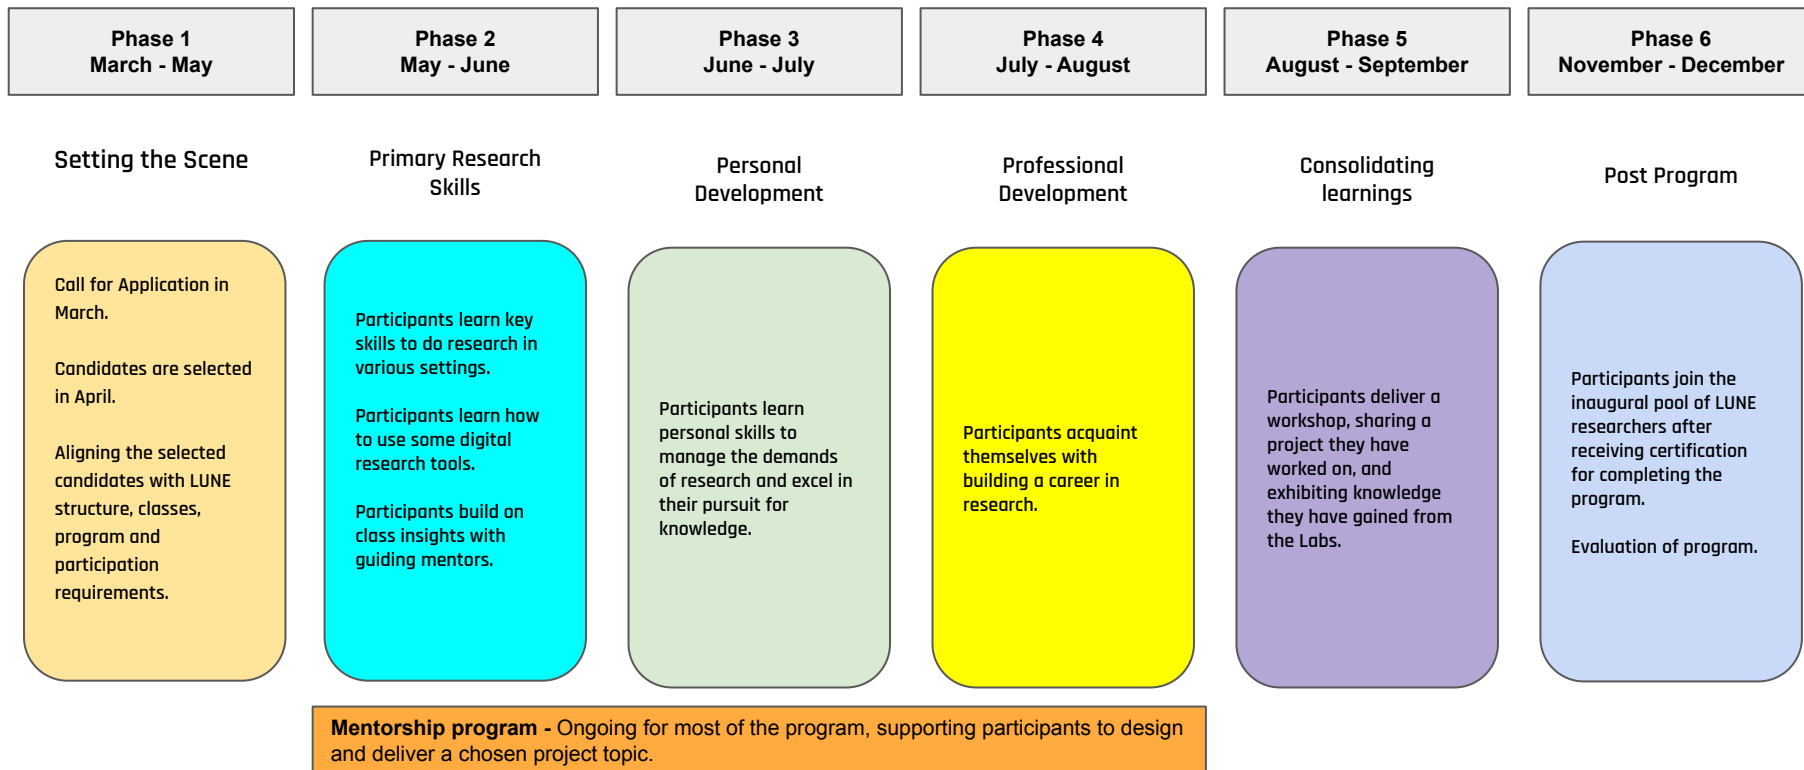 Phase 1
March - May
Phase 2
May - June
Phase 3
June - July
Phase 4
July - August
Phase 5
August - September
Phase 6
November - December
Setting the Scene
Primary Research
Skills
Personal
Development
Professional
Development
Consolidating
learnings
Post Program
Call for Application in
March.
Candidates are selected
in April.
Aligning the selected
candidates with LUNE
structure, classes,
program and
participation
requirements.
Participants learn key
skills to do research in
various settings.
Participants learn how
to use some digital
research tools.
Participants build on
class insights with
guiding mentors.
Participants learn
personal skills to
manage the demands
of research and excel in
their pursuit for
knowledge.
Participants acquaint
themselves with
building a career in
research.
Participants deliver a
workshop, sharing a
project they have
worked on, and
exhibiting knowledge
they have gained from
the Labs.
Participants join the
inaugural pool of LUNE
researchers after
receiving certification
for completing the
program.
Evaluation of program.
Mentorship program - Ongoing for most of the program, supporting participants to design
and deliver a chosen project topic.